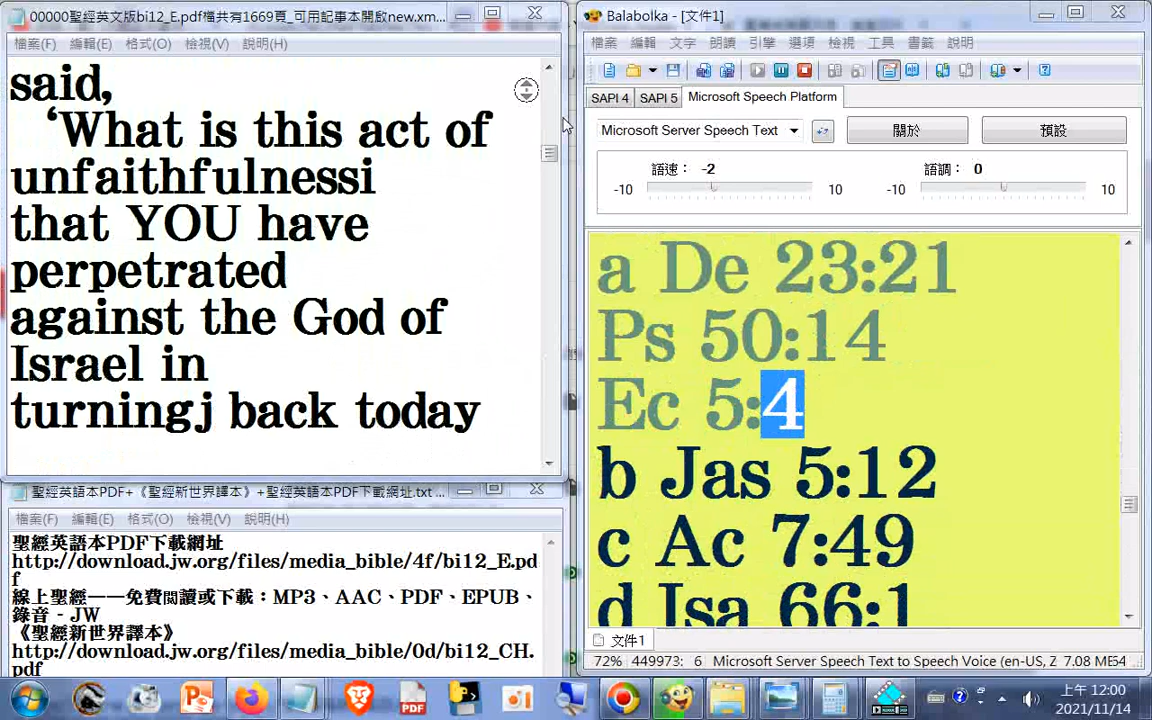 00000聖經英文版bi12_E.pdf檔共有1669頁_可用記事本開啟new.xm...
檔案(F) 編輯(E) 格式(O) 檢視(V) 說明(H)
said,
‘What is this act of
unfaithfulnessi
that YOU have
perpetrated
against the God of
Israel in
turningj back today
聖經英語本PDF+《聖經新世界譯本》+聖經英語本PDF下載網址.txt ...
檔案(F) 編輯(E) 格式(O) 檢視(V) 說明(H)
聖經英語本PDF下載網址
http://download.jw.org/files/media_bible/4f/bi12_E.pd
f
線上聖經——免費閱讀或下載：MP3、AAC、PDF、EPUB、
錄音 - JW
《聖經新世界譯本》
http://download.jw.org/files/media_bible/0d/bi12_CH.
pdf
Balabolka - [文件1]
檔案 編輯 文字 朗讀 引擎 選項 檢視 工具 書籤 說明
SAPI 4 SAPI 5 Microsoft Speech Platform
Microsoft Server Speech Text 關於 預設
語速： -2 語調： 0
-10 10 -10 10
a De 23:21
Ps 50:14
Ec 5:4
b Jas 5:12
c Ac 7:49
d Isa 66:1
文件1
72% 449973: 6 Microsoft Server Speech Text to Speech Voice (en-US, Z 7.08 ME54
PDF
上午 12:00
2021/11/14